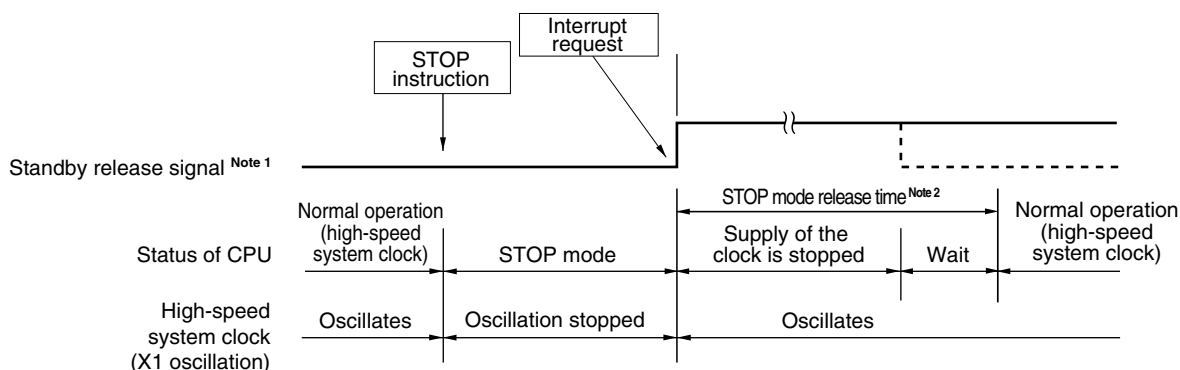 Interrupt
request
STOP
instruction
Standby release signal Note 1
STOP mode release time Note 2
Normal operation
(high-speed
system clock)
Supply of the
clock is stopped
Normal operation
(high-speed
system clock)
Status of CPU
STOP mode
Wait
High-speed
system clock
(X1 oscillation)
Oscillates
Oscillation stopped
Oscillates